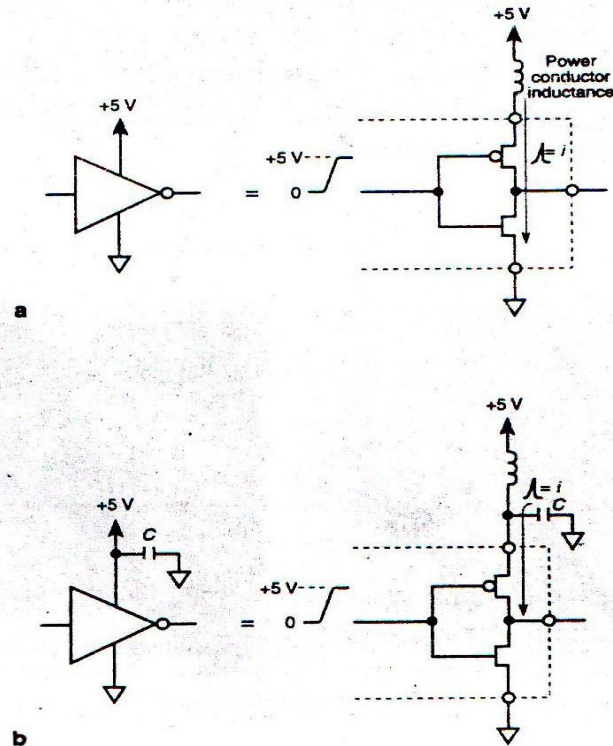 +5 V
Power
conductor
inductance
+5 V
+5 V
= i
=
0
a
+5 V
+5 V
= i
C
C
+5 V
=
0
b